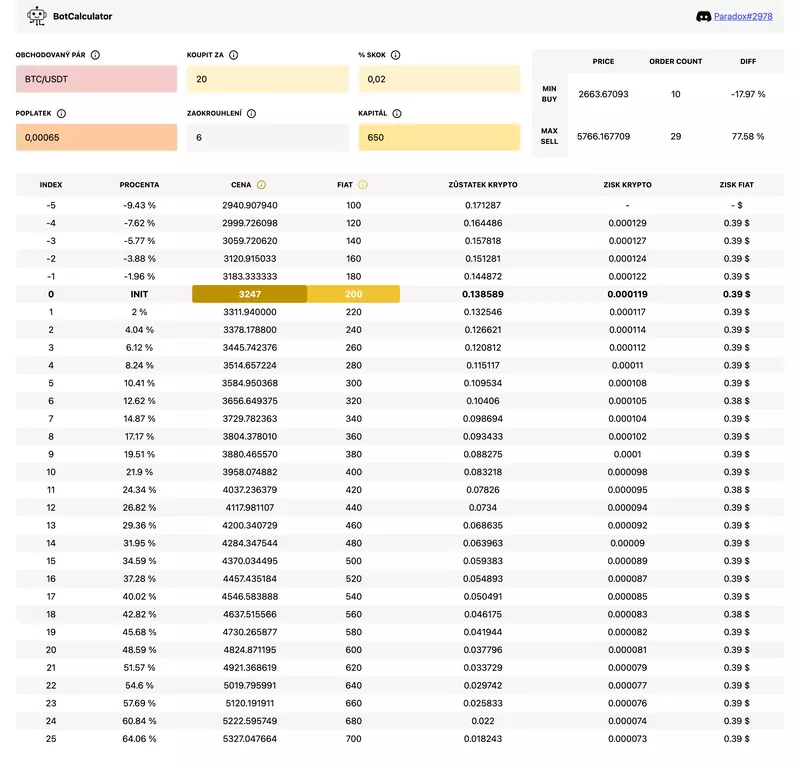 BotCalculator
Paradox#2978
OBCHODOVANÝ PÁR
KOUPIT ZA
% SKOK
BTC/USDT
20
0,02
POPLATEK
ZAOKROUHLENÍ
KAPITÁL
0,00065
6
650
PRICE ORDER COUNT DIFF
MIN BUY 2663.67093 10 -17.97 %
MAX SELL 5766.167709 29 77.58 %
INDEX PROCENTA CENA FIAT ZŮSTATEK KRYPTO ZISK KRYPTO ZISK FIAT
-5 -9.43 % 2940.907940 100 0.171287 - - $
-4 -7.62 % 2999.726098 120 0.164486 0.000129 0.39 $
-3 -5.77 % 3059.720620 140 0.157818 0.000127 0.39 $
-2 -3.88 % 3120.915033 160 0.151281 0.000124 0.39 $
-1 -1.96 % 3183.333333 180 0.144872 0.000122 0.39 $
0 INIT 3247 200 0.138589 0.000119 0.39 $
1 2 % 3311.940000 220 0.132546 0.000117 0.39 $
2 4.04 % 3378.178800 240 0.126621 0.000114 0.39 $
3 6.12 % 3445.742376 260 0.120812 0.000112 0.39 $
4 8.24 % 3514.657224 280 0.115117 0.00011 0.39 $
5 10.41 % 3584.950368 300 0.109534 0.000108 0.39 $
6 12.62 % 3656.649375 320 0.10406 0.000105 0.38 $
7 14.87 % 3729.782363 340 0.098694 0.000104 0.39 $
8 17.17 % 3804.378010 360 0.093433 0.000102 0.39 $
9 19.51 % 3880.465570 380 0.088275 0.0001 0.39 $
10 21.9 % 3958.074882 400 0.083218 0.000098 0.39 $
11 24.34 % 4037.236379 420 0.07826 0.000095 0.38 $
12 26.82 % 4117.981107 440 0.0734 0.000094 0.39 $
13 29.36 % 4200.340729 460 0.068635 0.000092 0.39 $
14 31.95 % 4284.347544 480 0.063963 0.00009 0.39 $
15 34.59 % 4370.034495 500 0.059383 0.000089 0.39 $
16 37.28 % 4457.435184 520 0.054893 0.000087 0.39 $
17 40.02 % 4546.583888 540 0.050491 0.000085 0.39 $
18 42.82 % 4637.515566 560 0.046175 0.000083 0.38 $
19 45.68 % 4730.265877 580 0.041944 0.000082 0.39 $
20 48.59 % 4824.871195 600 0.037796 0.000081 0.39 $
21 51.57 % 4921.368619 620 0.033729 0.000079 0.39 $
22 54.6 % 5019.795991 640 0.029742 0.000077 0.39 $
23 57.69 % 5120.191911 660 0.025833 0.000076 0.39 $
24 60.84 % 5222.595749 680 0.022 0.000074 0.39 $
25 64.06 % 5327.047664 700 0.018243 0.000073 0.39 $